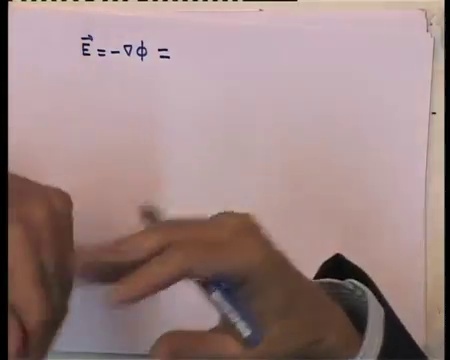 E⃗ = -∇ϕ =